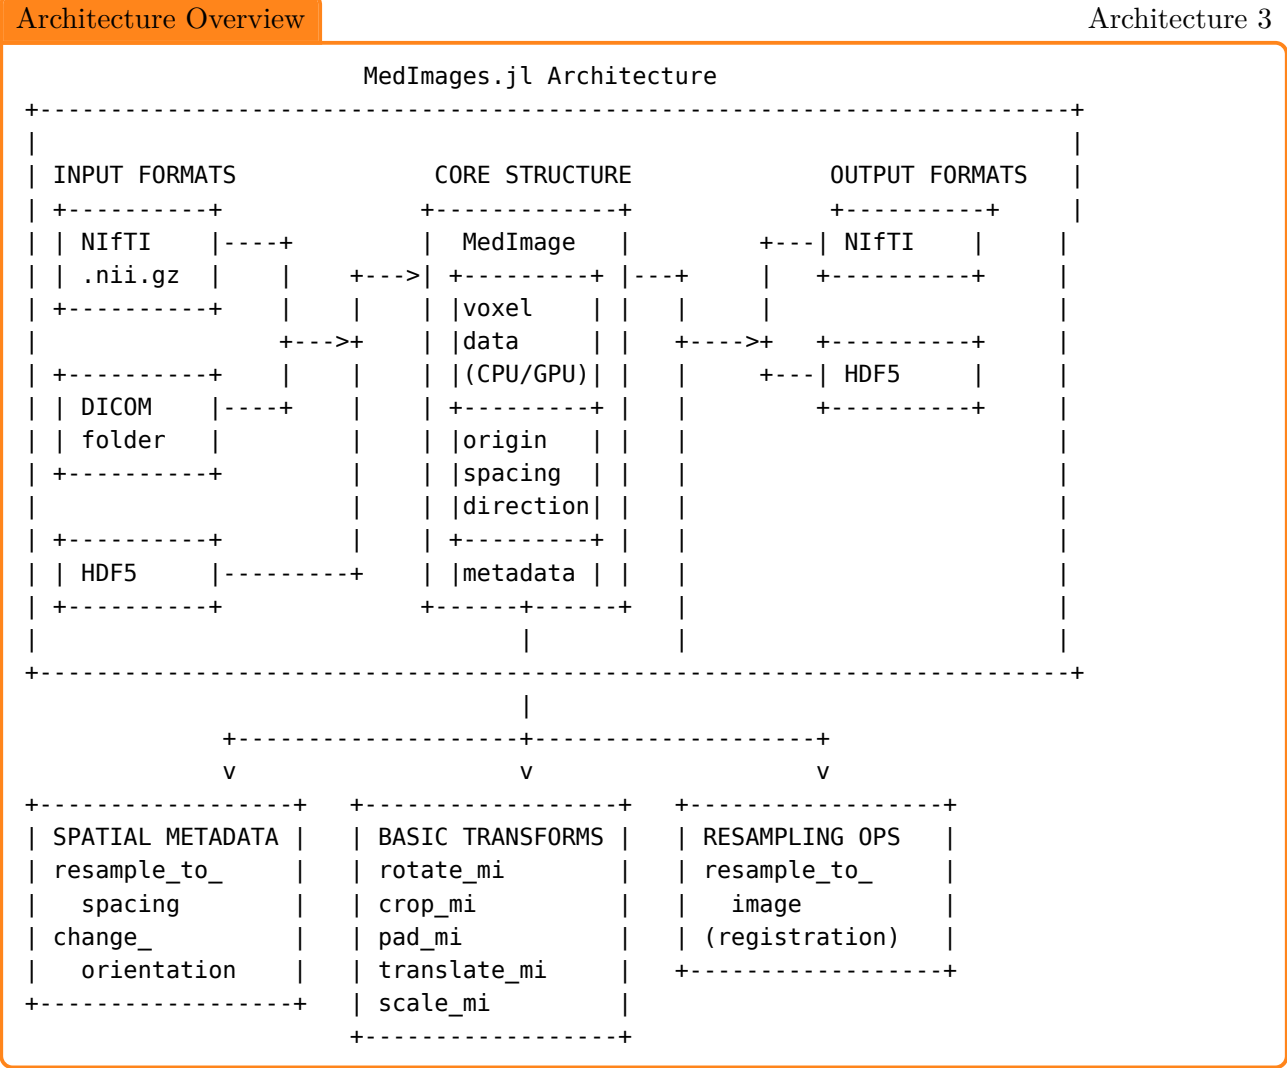 Architecture Overview
Architecture 3
MedImages.jl Architecture
+-------------------------------------------------------------------------+
|                                                                          |
| INPUT FORMATS              CORE STRUCTURE              OUTPUT FORMATS   |
| +----------+              +-------------+              +----------+     |
| | NIfTI    |----+         |  MedImage   |         +---| NIfTI    |     |
| | .nii.gz  |    |    +--->| +---------+ |---+     |   +----------+     |
| +----------+    |    |    | |voxel    | |   |     |                    |
|                 +--->+    | |data     | |   +---->+   +----------+     |
| +----------+    |    |    | |(CPU/GPU)| |   |     +---| HDF5     |     |
| | DICOM    |----+    |    | +---------+ |   |         +----------+     |
| | folder   |         |    | |origin   | |   |                          |
| +----------+         |    | |spacing  | |   |                          |
|                      |    | |direction| |   |                          |
| +----------+         |    | +---------+ |   |                          |
| | HDF5     |---------+    | |metadata | |   |                          |
| +----------+              +------+------+   |                          |
|                                  |          |                          |
+-------------------------------------------------------------------------+
                                   |
              +--------------------+--------------------+
              v                    v                    v
+------------------+   +------------------+   +------------------+
| SPATIAL METADATA |   | BASIC TRANSFORMS |   | RESAMPLING OPS   |
| resample_to_     |   | rotate_mi        |   | resample_to_     |
|   spacing        |   | crop_mi          |   |   image          |
| change_          |   | pad_mi           |   | (registration)   |
|   orientation    |   | translate_mi     |   +------------------+
+------------------+   | scale_mi         |
                       +------------------+